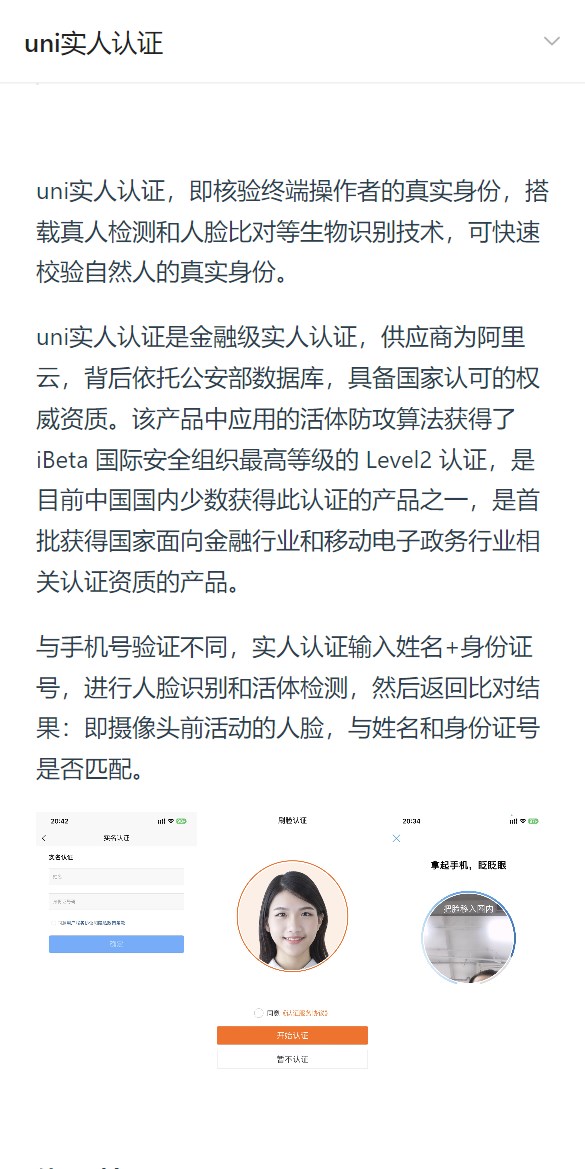 uni实人认证
uni实人认证，即核验终端操作者的真实身份，搭
载真人检测和人脸比对等生物识别技术，可快速
校验自然人的真实身份。
uni实人认证是金融级实人认证，供应商为阿里
云，背后依托公安部数据库，具备国家认可的权
威资质。该产品中应用的活体防攻算法获得了
iBeta 国际安全组织最高等级的 Level2 认证，是
目前中国国内少数获得此认证的产品之一，是首
批获得国家面向金融行业和移动电子政务行业相
关认证资质的产品。
与手机号验证不同，实人认证输入姓名+身份证
号，进行人脸识别和活体检测，然后返回比对结
果：即摄像头前活动的人脸，与姓名和身份证号
是否匹配。
20:42
实名认证
实名认证
确定
刷脸认证
同意《认证服务协议》
开始认证
暂不认证
20:34
拿起手机，眨眨眼
把脸移入圈内